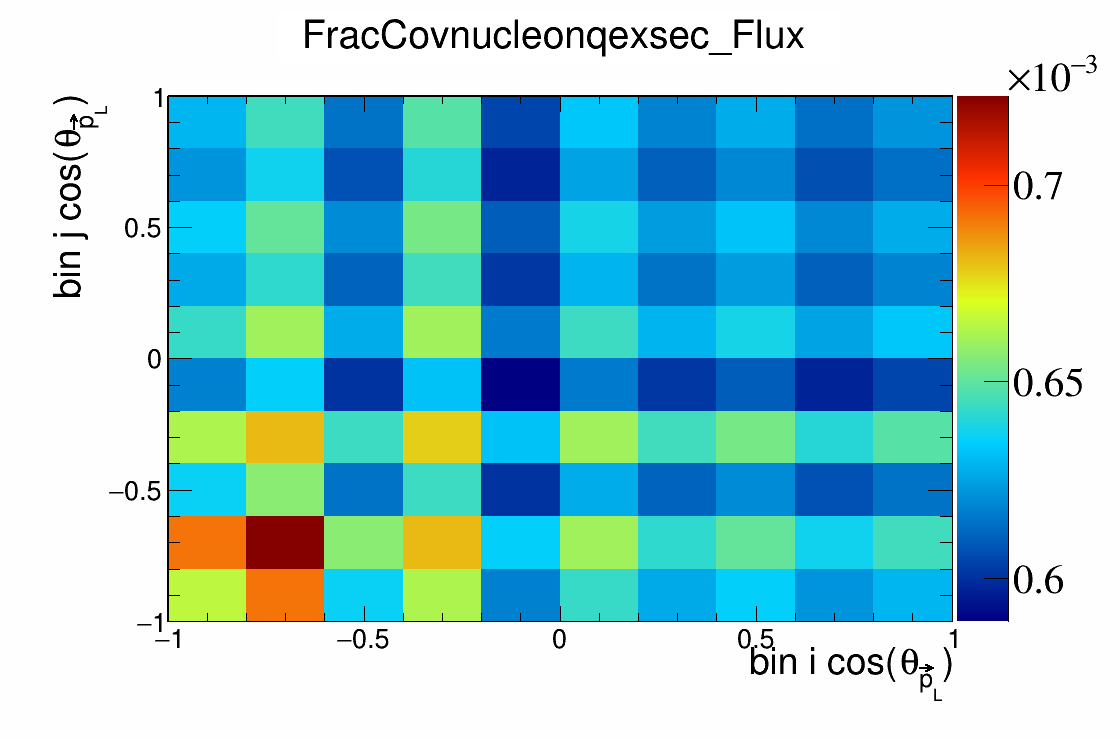 FracCovnucleonqexsec_Flux
×10⁻³
bin j cos(θ_p⃗_L)
1
0.5
0
−0.5
−1
0.7
0.65
0.6
−1 −0.5 0 0.5 1
bin i cos(θ_p⃗_L)